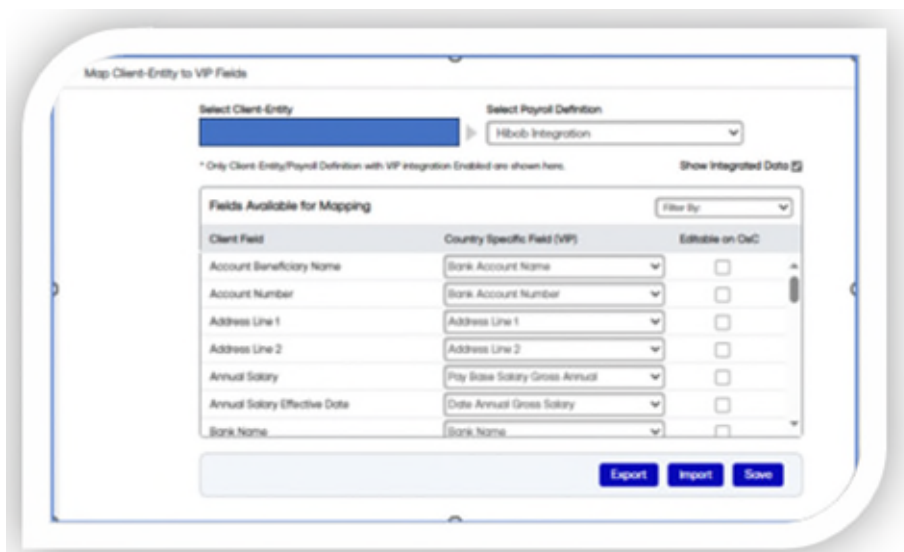 Map Client-Entity to VIP Fields
Select Client-Entity
Select Payroll Definition
Hibob Integration
* Only Client-Entity/Payroll Definition with VIP integration Enabled are shown here.
Show Integrated Data
Fields Available for Mapping
Filter By:
Client Field
Country Specific Field (VIP)
Editable on OsC
Account Beneficiary Name
Bank Account Name
Account Number
Bank Account Number
Address Line 1
Address Line 1
Address Line 2
Address Line 2
Annual Salary
Pay Base Salary Gross Annual
Annual Salary Effective Date
Date Annual Gross Salary
Bank Name
Bank Name
Export
Import
Save